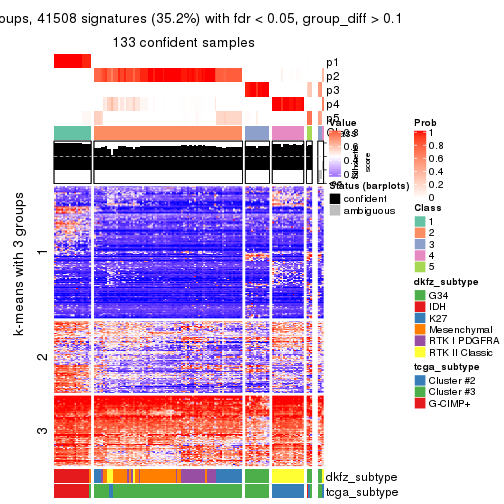 oups, 41508 signatures (35.2%) with fdr < 0.05, group_diff > 0.1
133 confident samples
p1
p2
p3
p4
p5
k-means with 3 groups
1
2
3
Value
score
Status (barplots)
confident
ambiguous
Prob
1
0.8
0.6
0.4
0.2
0
Class
1
2
3
4
5
dkfz_subtype
G34
IDH
K27
Mesenchymal
RTK I PDGFRA
RTK II Classic
tcga_subtype
Cluster #2
Cluster #3
G-CIMP+
dkfz_subtype
tcga_subtype